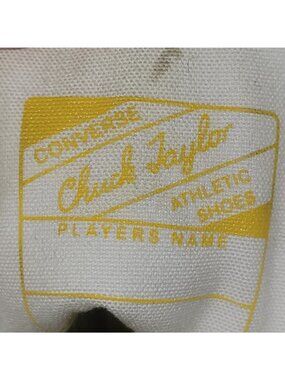 CONVERSE
Chuck Taylor
ATHLETIC
SHOES
PLAYERS NAME